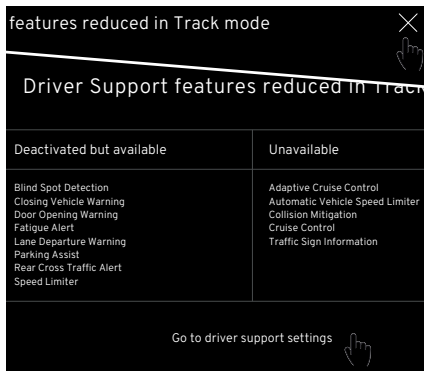 features reduced in Track mode
Driver Support features reduced in Track
Deactivated but available
Unavailable
Blind Spot Detection
Closing Vehicle Warning
Door Opening Warning
Fatigue Alert
Lane Departure Warning
Parking Assist
Rear Cross Traffic Alert
Speed Limiter
Adaptive Cruise Control
Automatic Vehicle Speed Limiter
Collision Mitigation
Cruise Control
Traffic Sign Information
Go to driver support settings